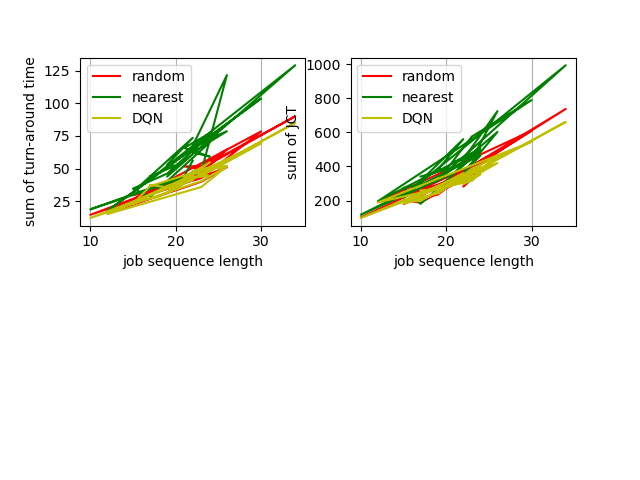 sum of turn-around time
125
100
75
50
25
random
nearest
DQN
10
20
30
job sequence length
sum of JCT
1000
800
600
400
200
random
nearest
DQN
10
20
30
job sequence length